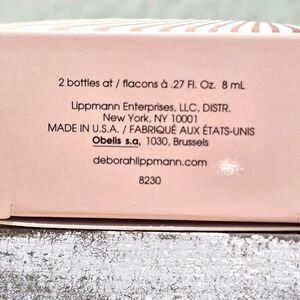 2 bottles at / flacons à .27 Fl. Oz. 8 mL
Lippmann Enterprises, LLC, DISTR.
New York, NY 10001
MADE IN U.S.A. / FABRIQUÉ AUX ÉTATS-UNIS
Obelis s.a, 1030, Brussels
deborahlippmann.com
8230